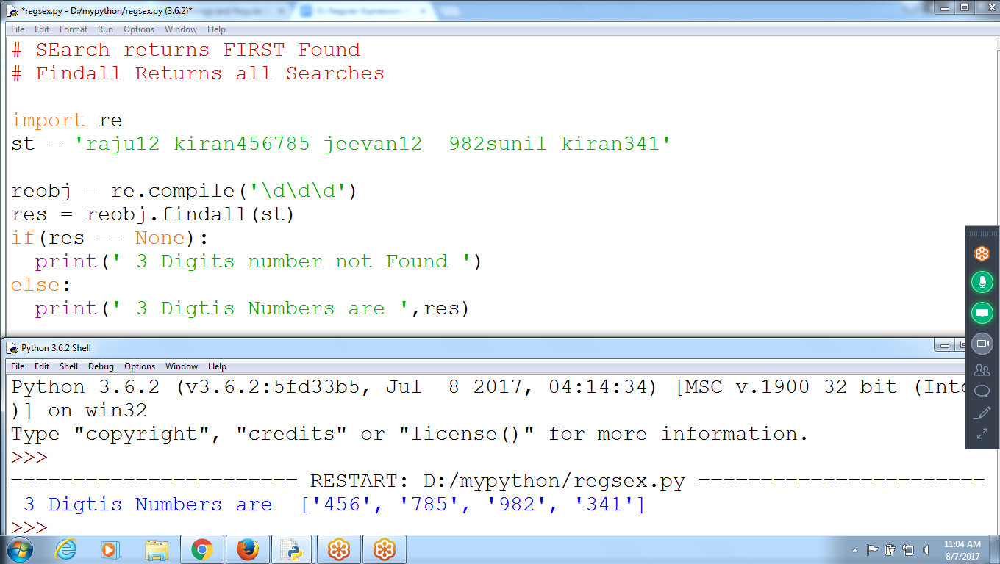 *regsex.py - D:/mypython/regsex.py (3.6.2)*
File Edit Format Run Options Window Help
# SEarch returns FIRST Found
# Findall Returns all Searches
import re
st = 'raju12 kiran456785 jeevan12  982sunil kiran341'
reobj = re.compile('\d\d\d')
res = reobj.findall(st)
if(res == None):
  print(' 3 Digits number not Found ')
else:
  print(' 3 Digtis Numbers are ',res)
Python 3.6.2 Shell
File Edit Shell Debug Options Window Help
Python 3.6.2 (v3.6.2:5fd33b5, Jul  8 2017, 04:14:34) [MSC v.1900 32 bit (Inte
)] on win32
Type "copyright", "credits" or "license()" for more information.
>>>
======================= RESTART: D:/mypython/regsex.py =======================
 3 Digtis Numbers are  ['456', '785', '982', '341']
>>>
11:04 AM
8/7/2017